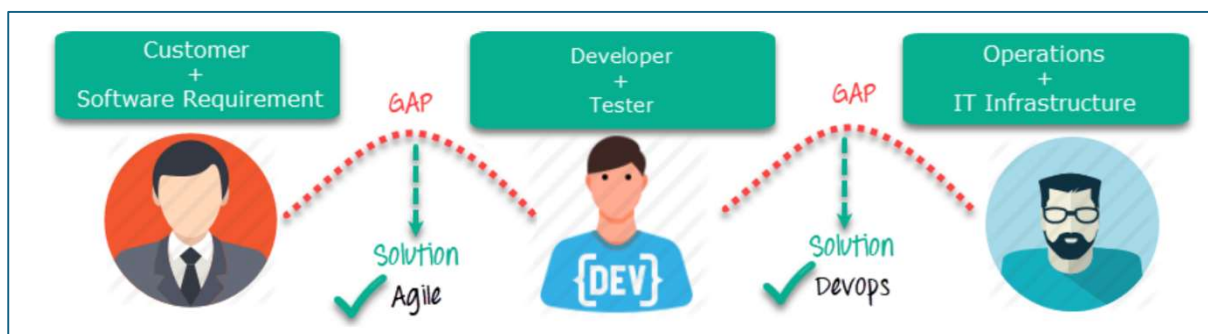 Customer
+
Software Requirement
GAP
Developer
+
Tester
GAP
Operations
+
IT Infrastructure
Solution
Agile
{DEV}
Solution
Devops